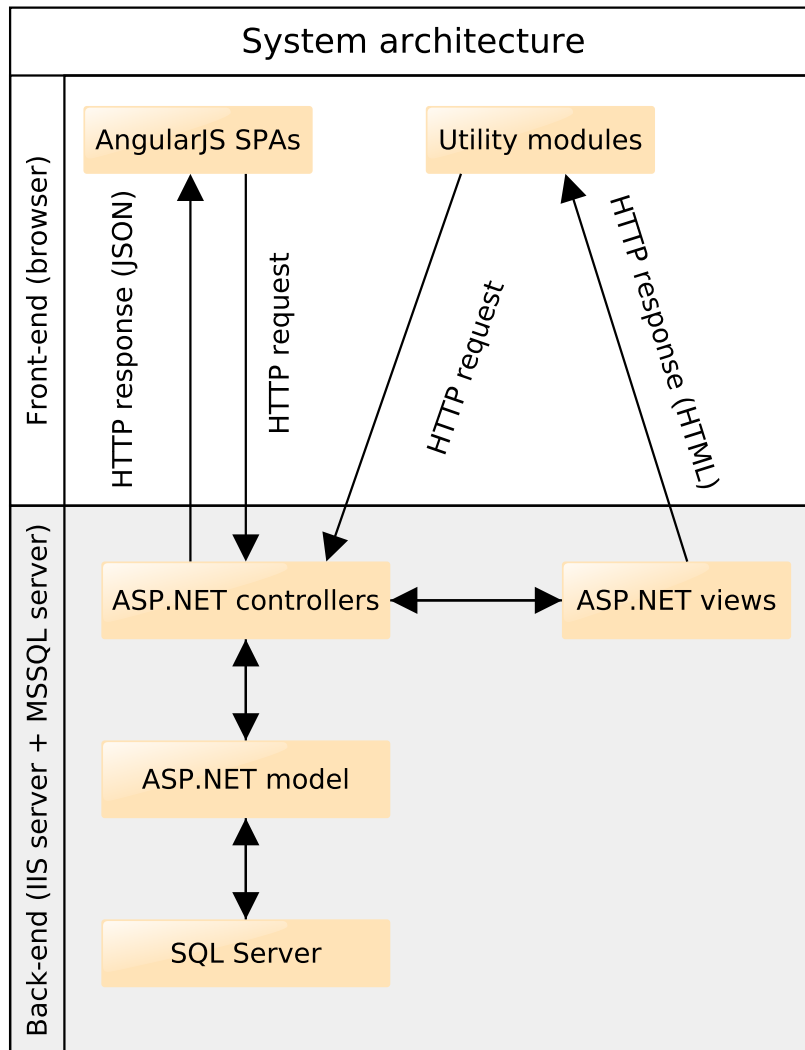 System architecture
Front-end (browser)
AngularJS SPAs
Utility modules
HTTP response (JSON)
HTTP request
HTTP request
HTTP response (HTML)
Back-end (IIS server + MSSQL server)
ASP.NET controllers
ASP.NET views
ASP.NET model
SQL Server